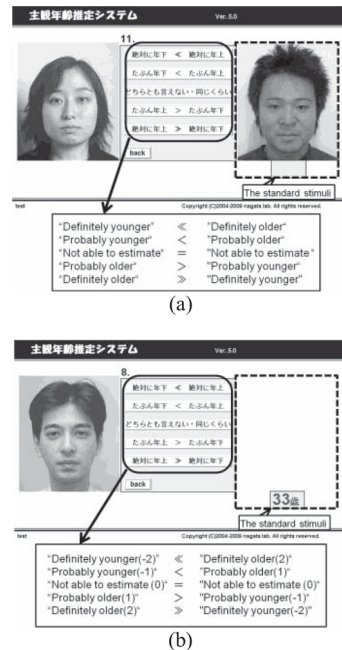 主観年齢推定システム Ver. 5.0
11.
絶対に年下 ≪ 絶対に年上
たぶん年下 < たぶん年上
どちらとも言えない・同じくらい
たぶん年上 > たぶん年下
絶対に年上 ≫ 絶対に年下
back
The standard stimuli
test Copyright (C)2004-2009 nagata lab. All rights reserved.
"Definitely younger" ≪ "Definitely older"
"Probably younger" < "Probably older"
"Not able to estimate" = "Not able to estimate"
"Probably older" > "Probably younger"
"Definitely older" ≫ "Definitely younger"
(a)
主観年齢推定システム Ver. 5.0
8.
絶対に年下 ≪ 絶対に年上
たぶん年下 < たぶん年上
どちらとも言えない・同じくらい
たぶん年上 > たぶん年下
絶対に年上 ≫ 絶対に年下
back
33歳
The standard stimuli
test Copyright (C)2004-2009 nagata lab. All rights reserved.
"Definitely younger(-2)" ≪ "Definitely older(2)"
"Probably younger(-1)" < "Probably older(1)"
"Not able to estimate (0)" = "Not able to estimate (0)"
"Probably older(1)" > "Probably younger(-1)"
"Definitely older(2)" ≫ "Definitely younger(-2)"
(b)